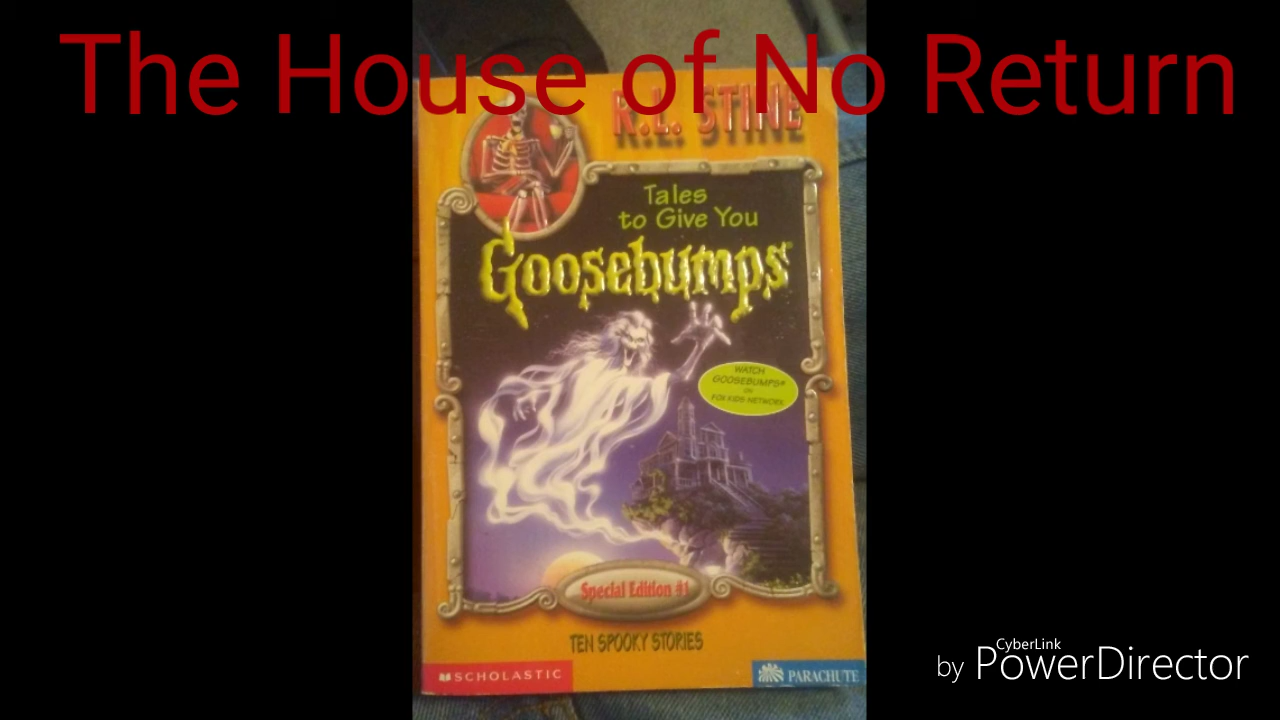 The House of No Return
R.L. STINE
Tales
to Give You
Goosebumps
WATCH
GOOSEBUMPS®
ON
FOX KIDS NETWORK
Special Edition #1
TEN SPOOKY STORIES
SCHOLASTIC
PARACHUTE
CyberLink
by PowerDirector